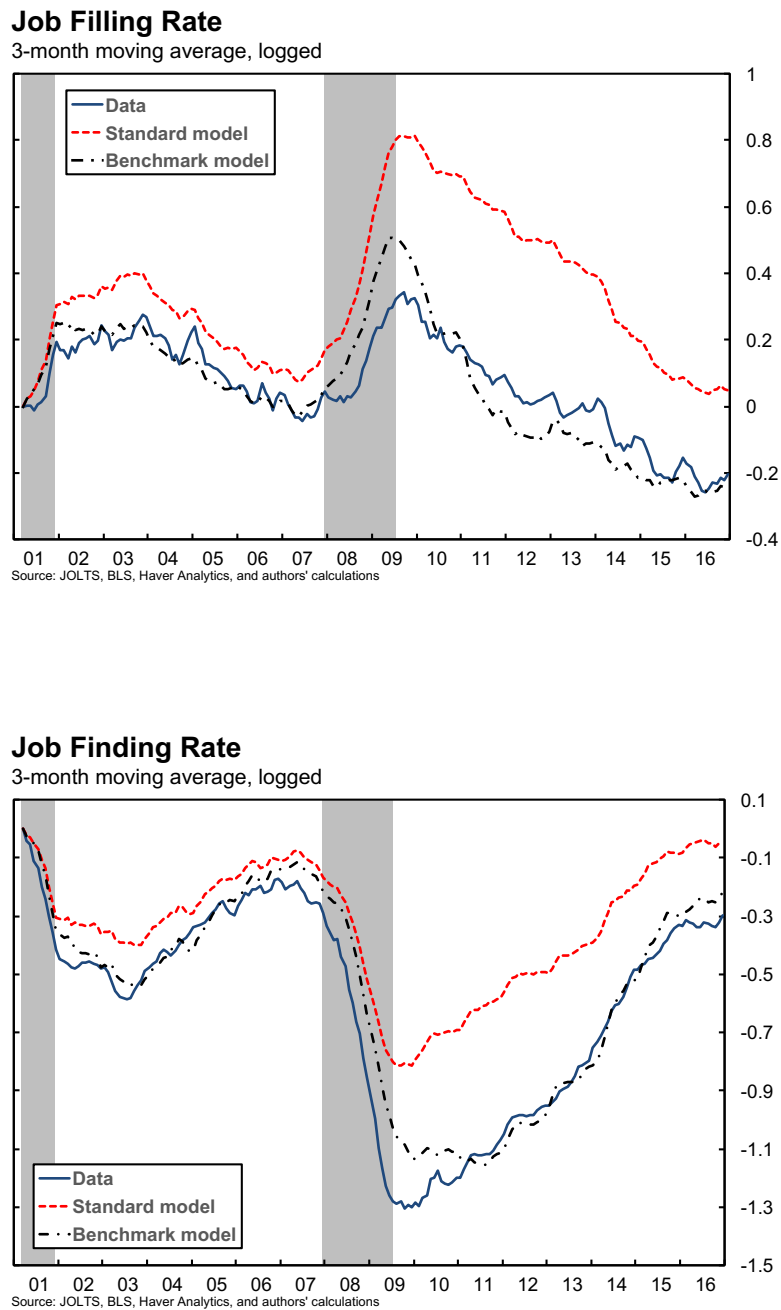 Job Filling Rate
3-month moving average, logged
1
Data
Standard model
Benchmark model
0.8
0.6
0.4
0.2
0
-0.2
-0.4
01 02 03 04 05 06 07 08 09 10 11 12 13 14 15 16
Source: JOLTS, BLS, Haver Analytics, and authors' calculations
Job Finding Rate
3-month moving average, logged
0.1
-0.1
-0.3
-0.5
-0.7
-0.9
-1.1
Data
Standard model
-1.3
Benchmark model
-1.5
01 02 03 04 05 06 07 08 09 10 11 12 13 14 15 16
Source: JOLTS, BLS, Haver Analytics, and authors' calculations